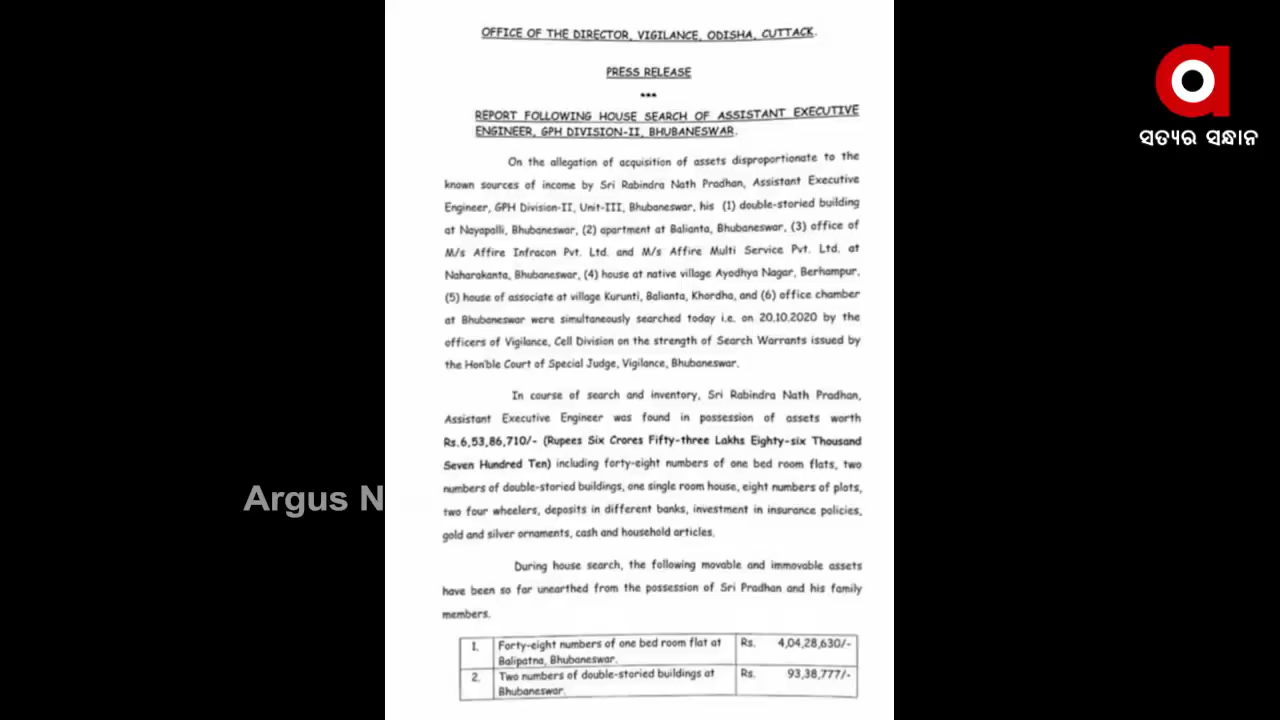 OFFICE OF THE DIRECTOR, VIGILANCE, ODISHA, CUTTACK.
PRESS RELEASE
***
REPORT FOLLOWING HOUSE SEARCH OF ASSISTANT EXECUTIVE
ENGINEER, GPH DIVISION-II, BHUBANESWAR.
On the allegation of acquisition of assets disproportionate to the
known sources of income by Sri Rabindra Nath Pradhan, Assistant Executive
Engineer, GPH Division-II, Unit-III, Bhubaneswar, his (1) double-storied building
at Nayapalli, Bhubaneswar, (2) apartment at Balianta, Bhubaneswar, (3) office of
M/s Affire Infracon Pvt. Ltd. and M/s Affire Multi Service Pvt. Ltd. at
Naharakanta, Bhubaneswar, (4) house at native village Ayodhya Nagar, Berhampur,
(5) house of associate at village Kurunti, Balianta, Khordha, and (6) office chamber
at Bhubaneswar were simultaneously searched today i.e. on 20.10.2020 by the
officers of Vigilance, Cell Division on the strength of Search Warrants issued by
the Hon'ble Court of Special Judge, Vigilance, Bhubaneswar.
In course of search and inventory, Sri Rabindra Nath Pradhan,
Assistant Executive Engineer was found in possession of assets worth
Rs.6,53,86,710/- (Rupees Six Crores Fifty-three Lakhs Eighty-six Thousand
Seven Hundred Ten) including forty-eight numbers of one bed room flats, two
numbers of double-storied buildings, one single room house, eight numbers of plots,
two four wheelers, deposits in different banks, investment in insurance policies,
gold and silver ornaments, cash and household articles.
During house search, the following movable and immovable assets
have been so far unearthed from the possession of Sri Pradhan and his family
members.
1. Forty-eight numbers of one bed room flat at Rs. 4,04,28,630/-
Balipatna, Bhubaneswar.
2. Two numbers of double-storied buildings at Rs. 93,38,777/-
Bhubaneswar.
ସତ୍ୟର ସନ୍ଧାନ
Argus N